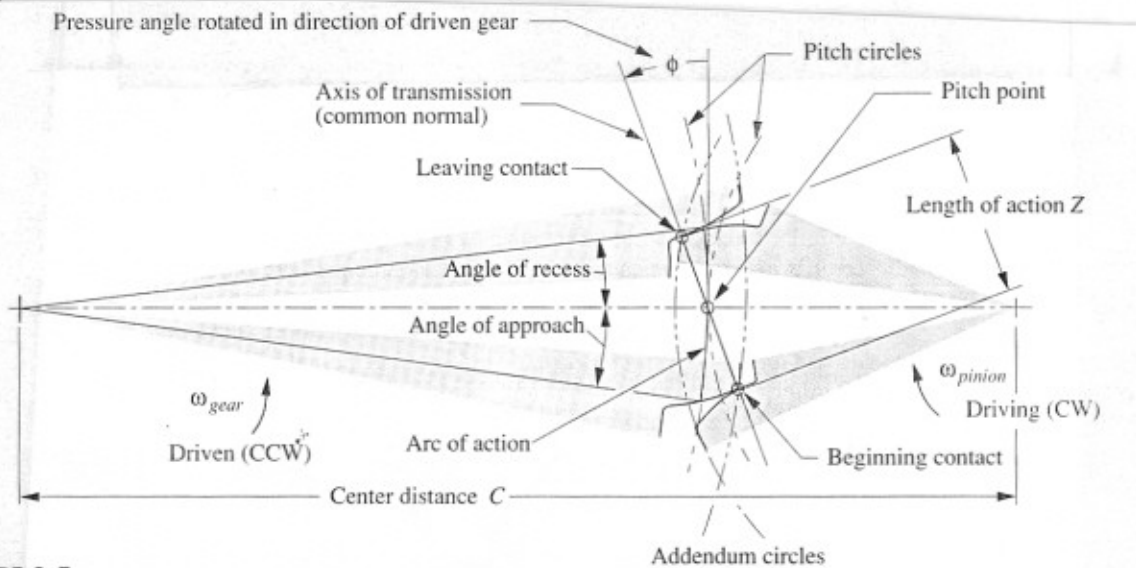 Pressure angle rotated in direction of driven gear
ϕ
Pitch circles
Axis of transmission
(common normal)
Pitch point
Leaving contact
Length of action Z
Angle of recess
Angle of approach
ω gear
Driven (CCW)
ω pinion
Driving (CW)
Arc of action
Beginning contact
Center distance C
Addendum circles